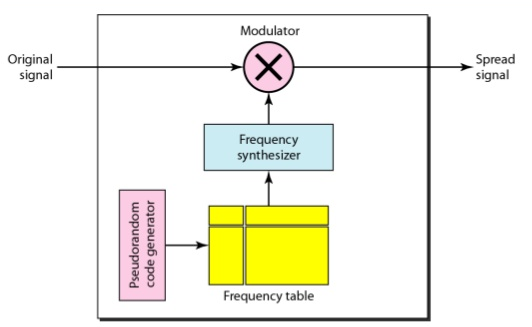 Modulator
Original
signal
Spread
signal
Frequency
synthesizer
Pseudorandom
code generator
Frequency table